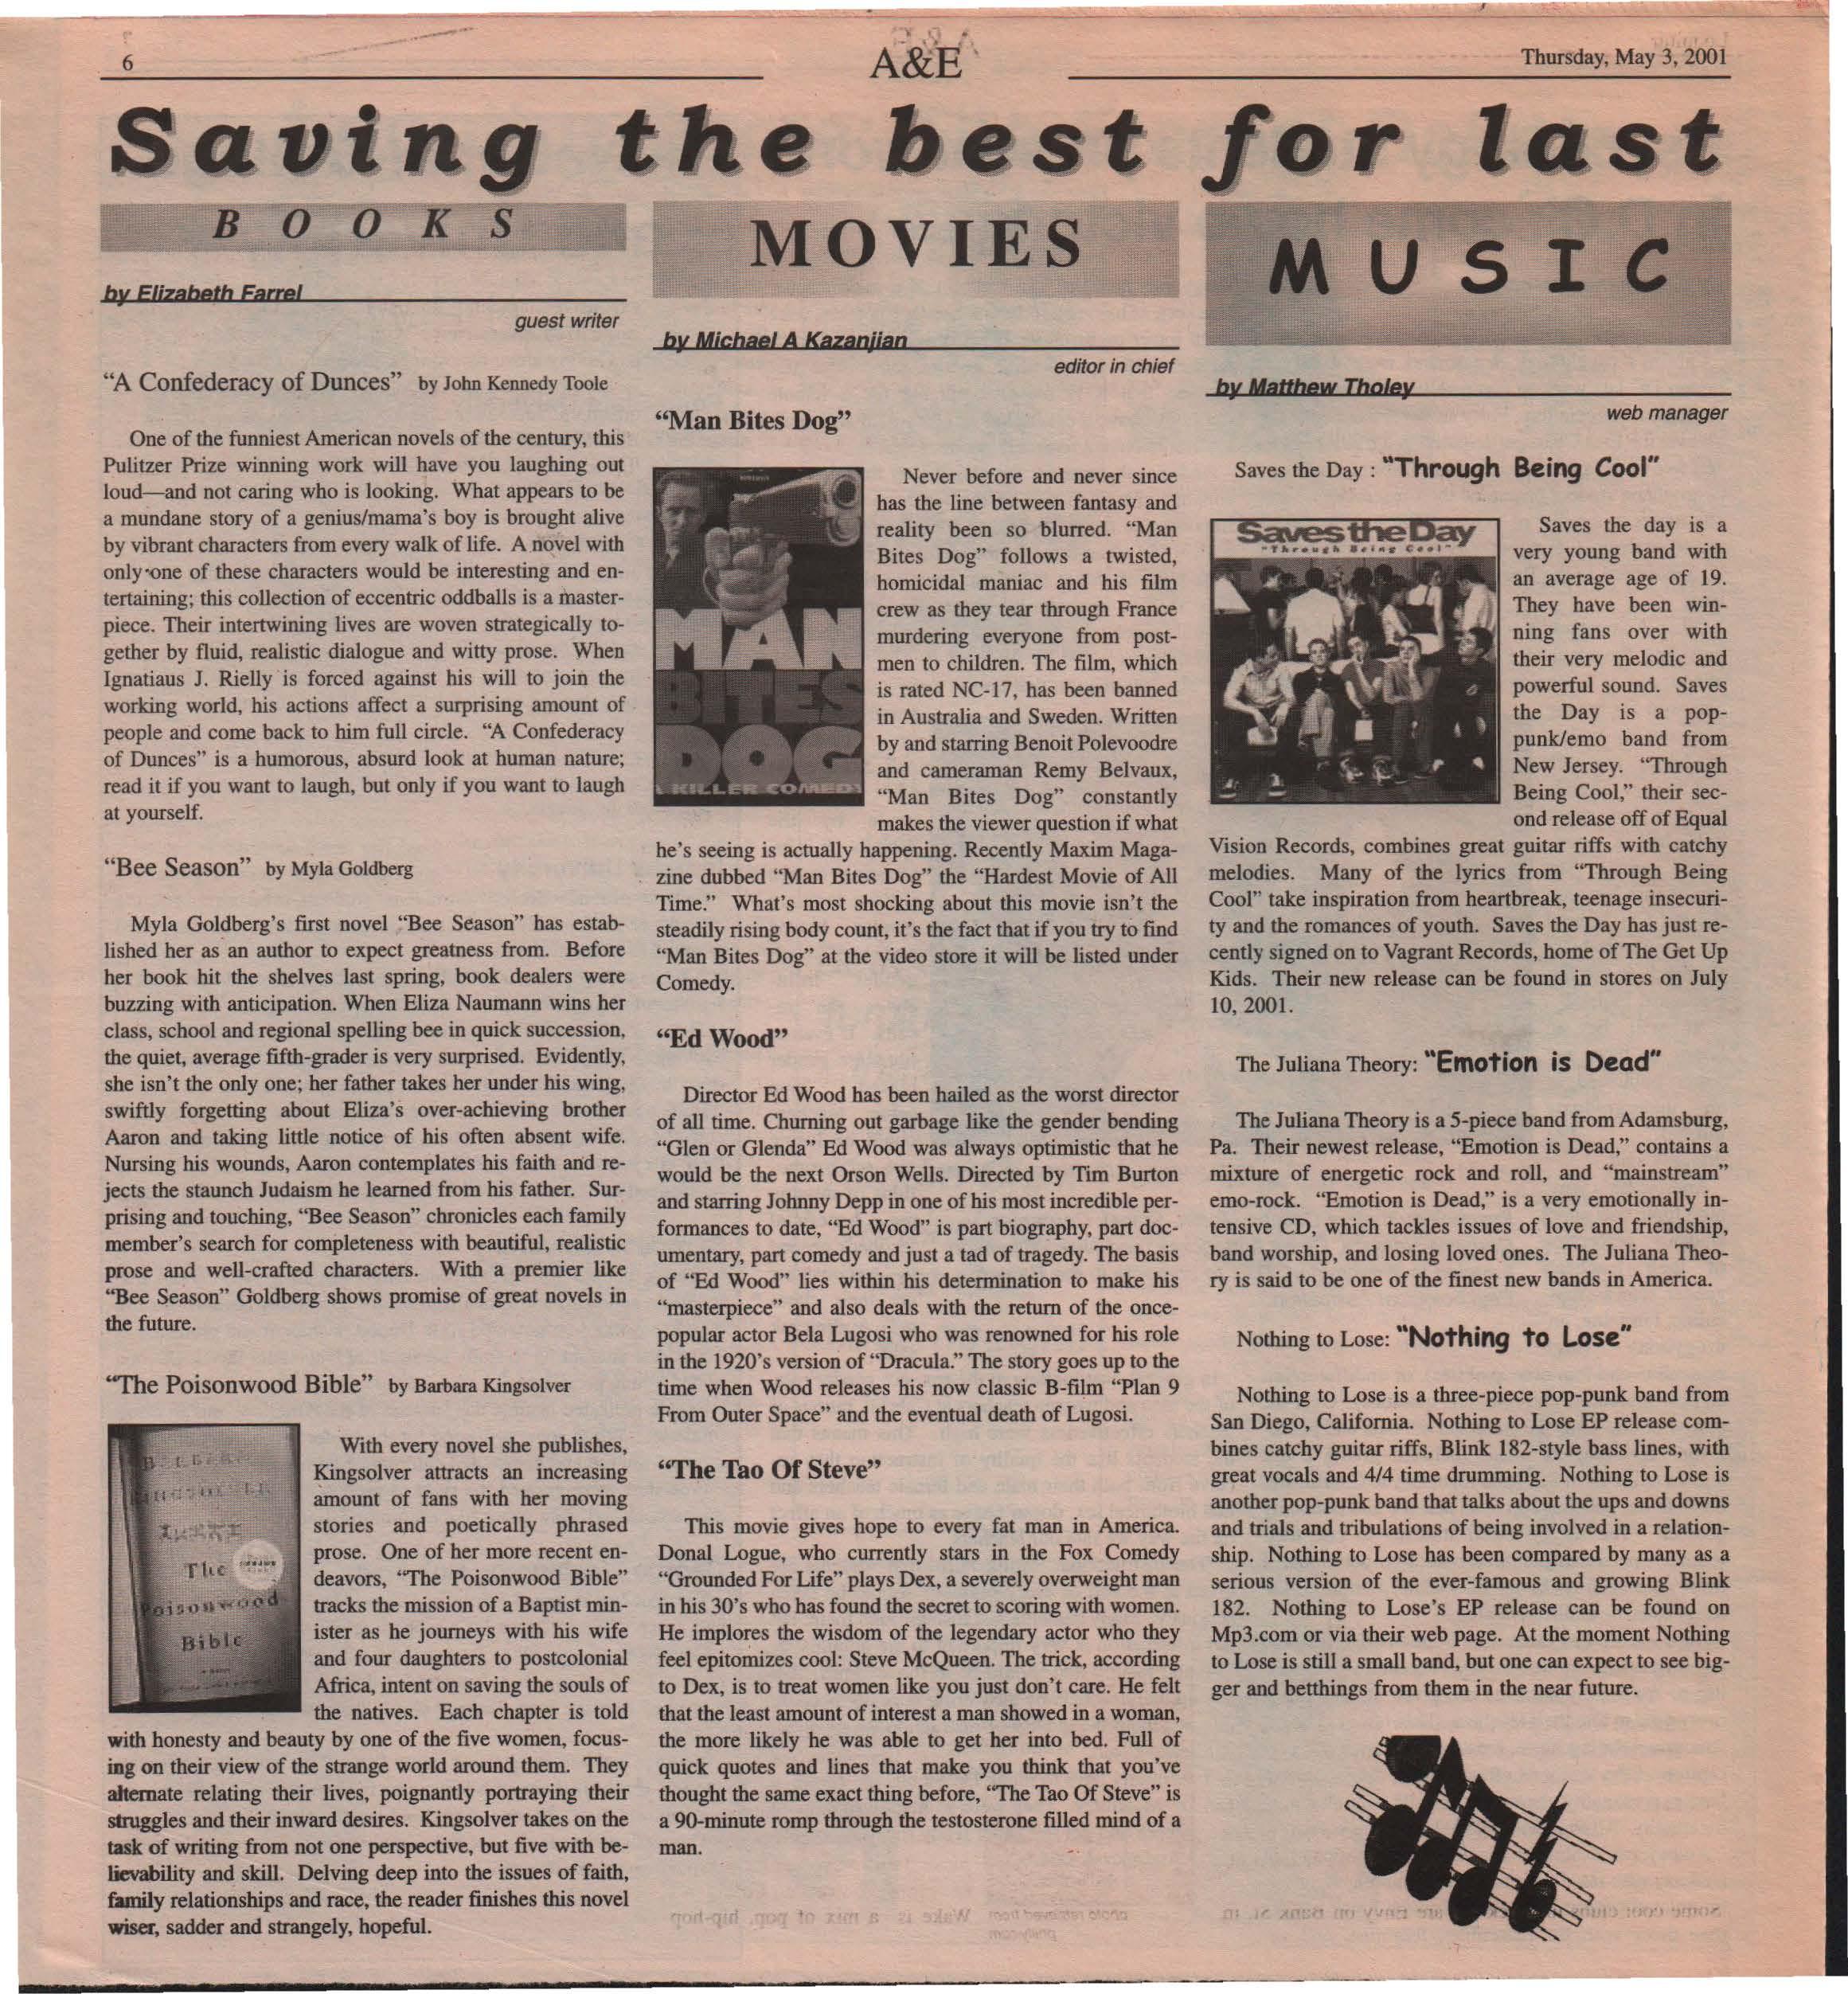 6
A&E
Thursday, May 3, 2001
Saving the best for last
BOOKS
by Elizabeth Farrel
guest writer
“A Confederacy of Dunces” by John Kennedy Toole
One of the funniest American novels of the century, this
Pulitzer Prize winning work will have you laughing out
loud—and not caring who is looking. What appears to be
a mundane story of a genius/mama's boy is brought alive
by vibrant characters from every walk of life. A novel with
only one of these characters would be interesting and en-
tertaining; this collection of eccentric oddballs is a master-
piece. Their intertwining lives are woven strategically to-
gether by fluid, realistic dialogue and witty prose. When
Ignatiaus J. Rielly is forced against his will to join the
working world, his actions affect a surprising amount of
people and come back to him full circle. “A Confederacy
of Dunces” is a humorous, absurd look at human nature;
read it if you want to laugh, but only if you want to laugh
at yourself.
“Bee Season” by Myla Goldberg
Myla Goldberg's first novel “Bee Season” has estab-
lished her as an author to expect greatness from. Before
her book hit the shelves last spring, book dealers were
buzzing with anticipation. When Eliza Naumann wins her
class, school and regional spelling bee in quick succession,
the quiet, average fifth-grader is very surprised. Evidently,
she isn't the only one; her father takes her under his wing,
swiftly forgetting about Eliza's over-achieving brother
Aaron and taking little notice of his often absent wife.
Nursing his wounds, Aaron contemplates his faith and re-
jects the staunch Judaism he learned from his father. Sur-
prising and touching, “Bee Season” chronicles each family
member's search for completeness with beautiful, realistic
prose and well-crafted characters. With a premier like
“Bee Season” Goldberg shows promise of great novels in
the future.
“The Poisonwood Bible” by Barbara Kingsolver
The
Poisonwood
Bible
With every novel she publishes,
Kingsolver attracts an increasing
amount of fans with her moving
stories and poetically phrased
prose. One of her more recent en-
deavors, “The Poisonwood Bible”
tracks the mission of a Baptist min-
ister as he journeys with his wife
and four daughters to postcolonial
Africa, intent on saving the souls of
the natives. Each chapter is told
with honesty and beauty by one of the five women, focus-
ing on their view of the strange world around them. They
alternate relating their lives, poignantly portraying their
struggles and their inward desires. Kingsolver takes on the
task of writing from not one perspective, but five with be-
lievability and skill. Delving deep into the issues of faith,
family relationships and race, the reader finishes this novel
wiser, sadder and strangely, hopeful.
MOVIES
by Michael A Kazanjian
editor in chief
“Man Bites Dog”
MAN
BITES
DOG
KILLER COMEDY
Never before and never since
has the line between fantasy and
reality been so blurred. “Man
Bites Dog” follows a twisted,
homicidal maniac and his film
crew as they tear through France
murdering everyone from post-
men to children. The film, which
is rated NC-17, has been banned
in Australia and Sweden. Written
by and starring Benoit Polevoodre
and cameraman Remy Belvaux,
“Man Bites Dog” constantly
makes the viewer question if what
he's seeing is actually happening. Recently Maxim Maga-
zine dubbed “Man Bites Dog” the “Hardest Movie of All
Time.” What's most shocking about this movie isn't the
steadily rising body count, it's the fact that if you try to find
“Man Bites Dog” at the video store it will be listed under
Comedy.
“Ed Wood”
Director Ed Wood has been hailed as the worst director
of all time. Churning out garbage like the gender bending
“Glen or Glenda” Ed Wood was always optimistic that he
would be the next Orson Wells. Directed by Tim Burton
and starring Johnny Depp in one of his most incredible per-
formances to date, “Ed Wood” is part biography, part doc-
umentary, part comedy and just a tad of tragedy. The basis
of “Ed Wood” lies within his determination to make his
“masterpiece” and also deals with the return of the once-
popular actor Bela Lugosi who was renowned for his role
in the 1920's version of “Dracula.” The story goes up to the
time when Wood releases his now classic B-film “Plan 9
From Outer Space” and the eventual death of Lugosi.
“The Tao Of Steve”
This movie gives hope to every fat man in America.
Donal Logue, who currently stars in the Fox Comedy
“Grounded For Life” plays Dex, a severely overweight man
in his 30's who has found the secret to scoring with women.
He implores the wisdom of the legendary actor who they
feel epitomizes cool: Steve McQueen. The trick, according
to Dex, is to treat women like you just don't care. He felt
that the least amount of interest a man showed in a woman,
the more likely he was able to get her into bed. Full of
quick quotes and lines that make you think that you've
thought the same exact thing before, “The Tao Of Steve” is
a 90-minute romp through the testosterone filled mind of a
man.
MUSIC
by Matthew Tholey
web manager
Saves the Day : “Through Being Cool”
Saves the Day
"Through Being Cool"
Saves the day is a
very young band with
an average age of 19.
They have been win-
ning fans over with
their very melodic and
powerful sound. Saves
the Day is a pop-
punk/emo band from
New Jersey. “Through
Being Cool,” their sec-
ond release off of Equal
Vision Records, combines great guitar riffs with catchy
melodies. Many of the lyrics from “Through Being
Cool” take inspiration from heartbreak, teenage insecuri-
ty and the romances of youth. Saves the Day has just re-
cently signed on to Vagrant Records, home of The Get Up
Kids. Their new release can be found in stores on July
10, 2001.
The Juliana Theory: “Emotion is Dead”
The Juliana Theory is a 5-piece band from Adamsburg,
Pa. Their newest release, “Emotion is Dead,” contains a
mixture of energetic rock and roll, and “mainstream”
emo-rock. “Emotion is Dead,” is a very emotionally in-
tensive CD, which tackles issues of love and friendship,
band worship, and losing loved ones. The Juliana Theo-
ry is said to be one of the finest new bands in America.
Nothing to Lose: “Nothing to Lose”
Nothing to Lose is a three-piece pop-punk band from
San Diego, California. Nothing to Lose EP release com-
bines catchy guitar riffs, Blink 182-style bass lines, with
great vocals and 4/4 time drumming. Nothing to Lose is
another pop-punk band that talks about the ups and downs
and trials and tribulations of being involved in a relation-
ship. Nothing to Lose has been compared by many as a
serious version of the ever-famous and growing Blink
182. Nothing to Lose's EP release can be found on
Mp3.com or via their web page. At the moment Nothing
to Lose is still a small band, but one can expect to see big-
ger and betthings from them in the near future.